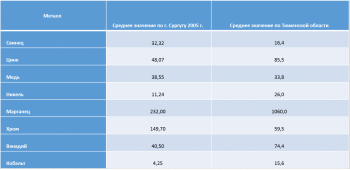 Металл Среднее значение по г. Сургуту 2005 г. Среднее значение по Тюменской области
Свинец 32,32 16,4
Цинк 48,07 85,5
Медь 38,55 33,8
Никель 11,24 26,0
Марганец 232,00 1060,0
Хром 149,70 59,5
Ванадий 40,50 74,4
Кобальт 4,25 15,6